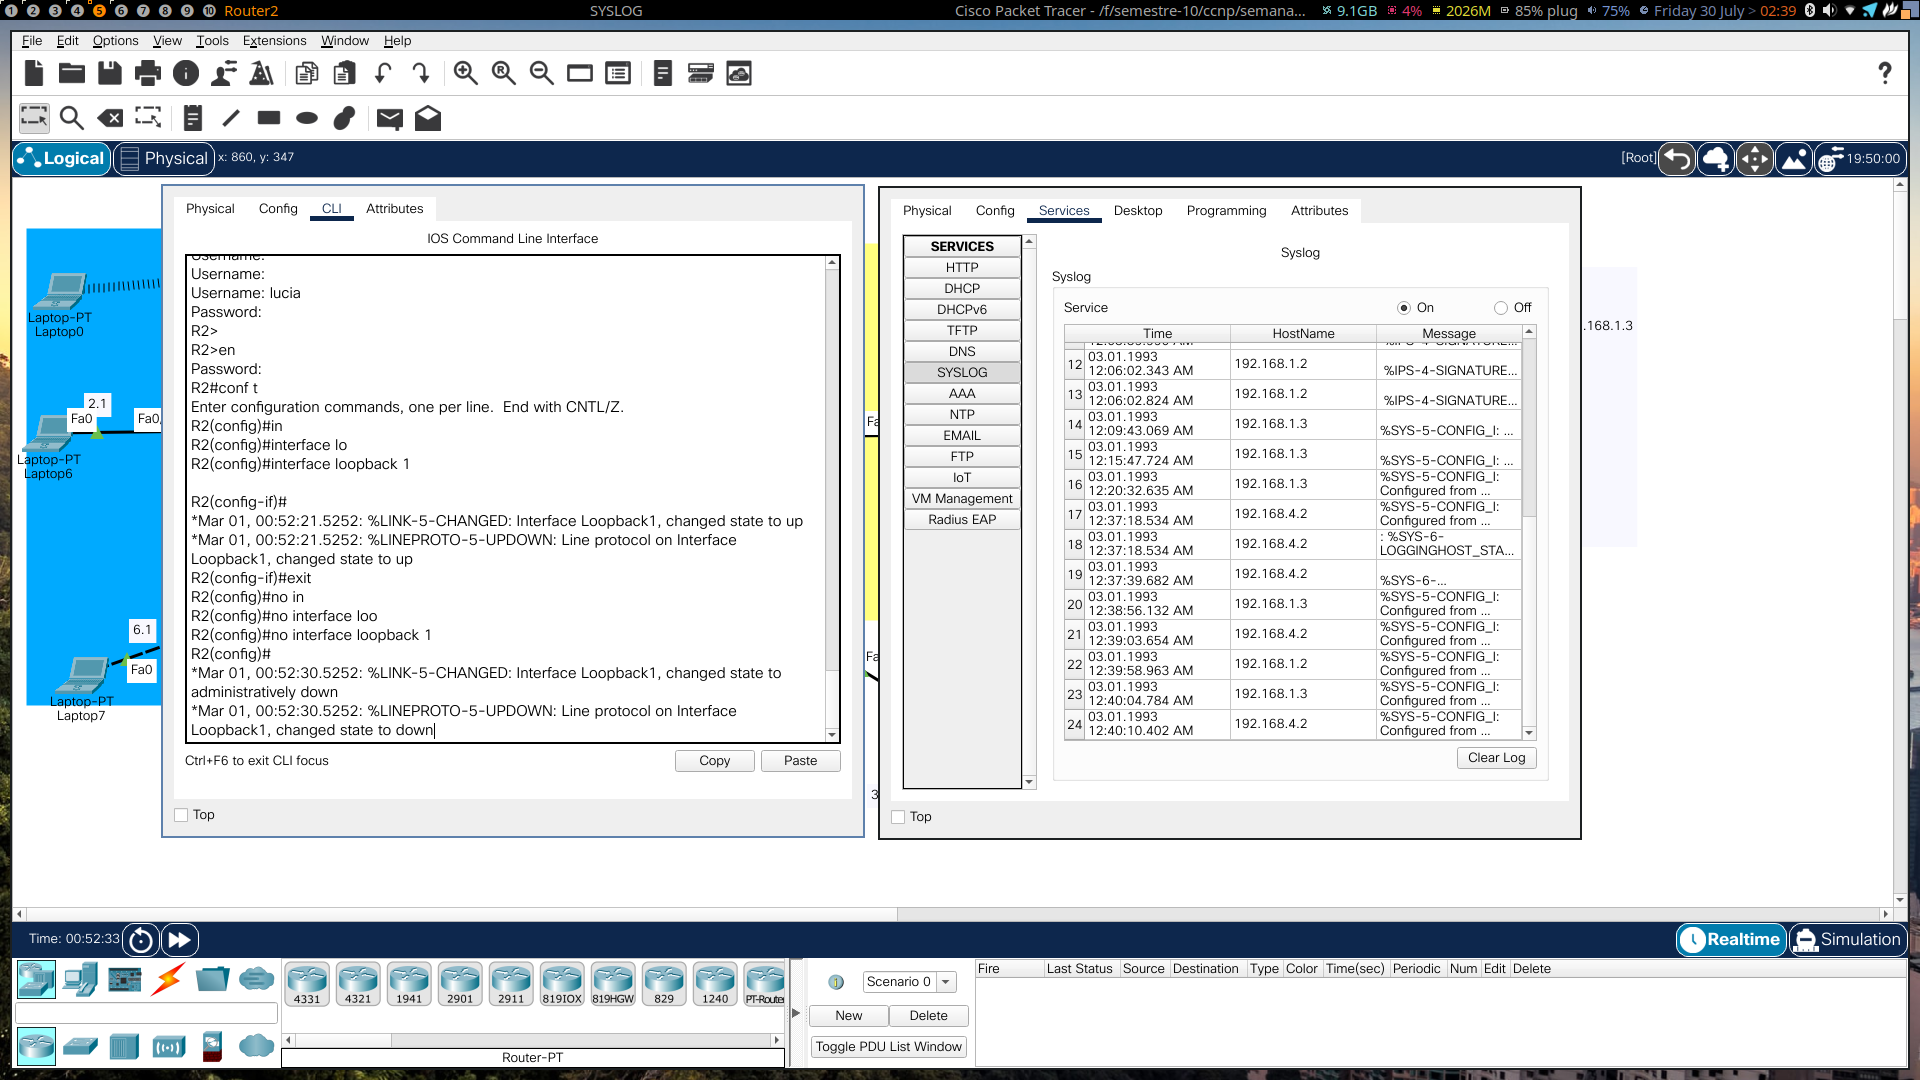 1 2 3 4 5 6 7 8 9 10 Router2
SYSLOG
Cisco Packet Tracer - /f/semestre-10/ccnp/semana...
9.1GB 4% 2026M 85% plug 75% Friday 30 July > 02:39
File Edit Options View Tools Extensions Window Help
Logical Physical x: 860, y: 347
[Root] 19:50:00
Laptop-PT
Laptop0
2.1
Fa0
Fa0,
Laptop-PT
Laptop6
6.1
Fa0
Laptop-PT
Laptop7
Physical Config CLI Attributes
IOS Command Line Interface
Username:
Username:
Username: lucia
Password:
R2>
R2>en
Password:
R2#conf t
Enter configuration commands, one per line. End with CNTL/Z.
R2(config)#in
R2(config)#interface lo
R2(config)#interface loopback 1
R2(config-if)#
*Mar 01, 00:52:21.5252: %LINK-5-CHANGED: Interface Loopback1, changed state to up
*Mar 01, 00:52:21.5252: %LINEPROTO-5-UPDOWN: Line protocol on Interface
Loopback1, changed state to up
R2(config-if)#exit
R2(config)#no in
R2(config)#no interface loo
R2(config)#no interface loopback 1
R2(config)#
*Mar 01, 00:52:30.5252: %LINK-5-CHANGED: Interface Loopback1, changed state to
administratively down
*Mar 01, 00:52:30.5252: %LINEPROTO-5-UPDOWN: Line protocol on Interface
Loopback1, changed state to down
Ctrl+F6 to exit CLI focus
Copy Paste
Top
Fa
Fa
3
Physical Config Services Desktop Programming Attributes
SERVICES
HTTP
DHCP
DHCPv6
TFTP
DNS
SYSLOG
AAA
NTP
EMAIL
FTP
IoT
VM Management
Radius EAP
Syslog
Syslog
Service On Off
Time HostName Message
12 03.01.1993 12:06:02.343 AM 192.168.1.2 %IPS-4-SIGNATURE...
13 03.01.1993 12:06:02.824 AM 192.168.1.2 %IPS-4-SIGNATURE...
14 03.01.1993 12:09:43.069 AM 192.168.1.3 %SYS-5-CONFIG_I: ...
15 03.01.1993 12:15:47.724 AM 192.168.1.3 %SYS-5-CONFIG_I: ...
16 03.01.1993 12:20:32.635 AM 192.168.1.3 %SYS-5-CONFIG_I: Configured from ...
17 03.01.1993 12:37:18.534 AM 192.168.4.2 %SYS-5-CONFIG_I: Configured from ...
18 03.01.1993 12:37:18.534 AM 192.168.4.2 : %SYS-6-LOGGINGHOST_STA...
19 03.01.1993 12:37:39.682 AM 192.168.4.2 %SYS-6-...
20 03.01.1993 12:38:56.132 AM 192.168.1.3 %SYS-5-CONFIG_I: Configured from ...
21 03.01.1993 12:39:03.654 AM 192.168.4.2 %SYS-5-CONFIG_I: Configured from ...
22 03.01.1993 12:39:58.963 AM 192.168.1.2 %SYS-5-CONFIG_I: Configured from ...
23 03.01.1993 12:40:04.784 AM 192.168.1.3 %SYS-5-CONFIG_I: Configured from ...
24 03.01.1993 12:40:10.402 AM 192.168.4.2 %SYS-5-CONFIG_I: Configured from ...
Clear Log
Top
.168.1.3
Time: 00:52:33
Realtime Simulation
4331 4321 1941 2901 2911 819IOX 819HGW 829 1240 PT-Router
Router-PT
Scenario 0
New Delete
Toggle PDU List Window
Fire Last Status Source Destination Type Color Time(sec) Periodic Num Edit Delete